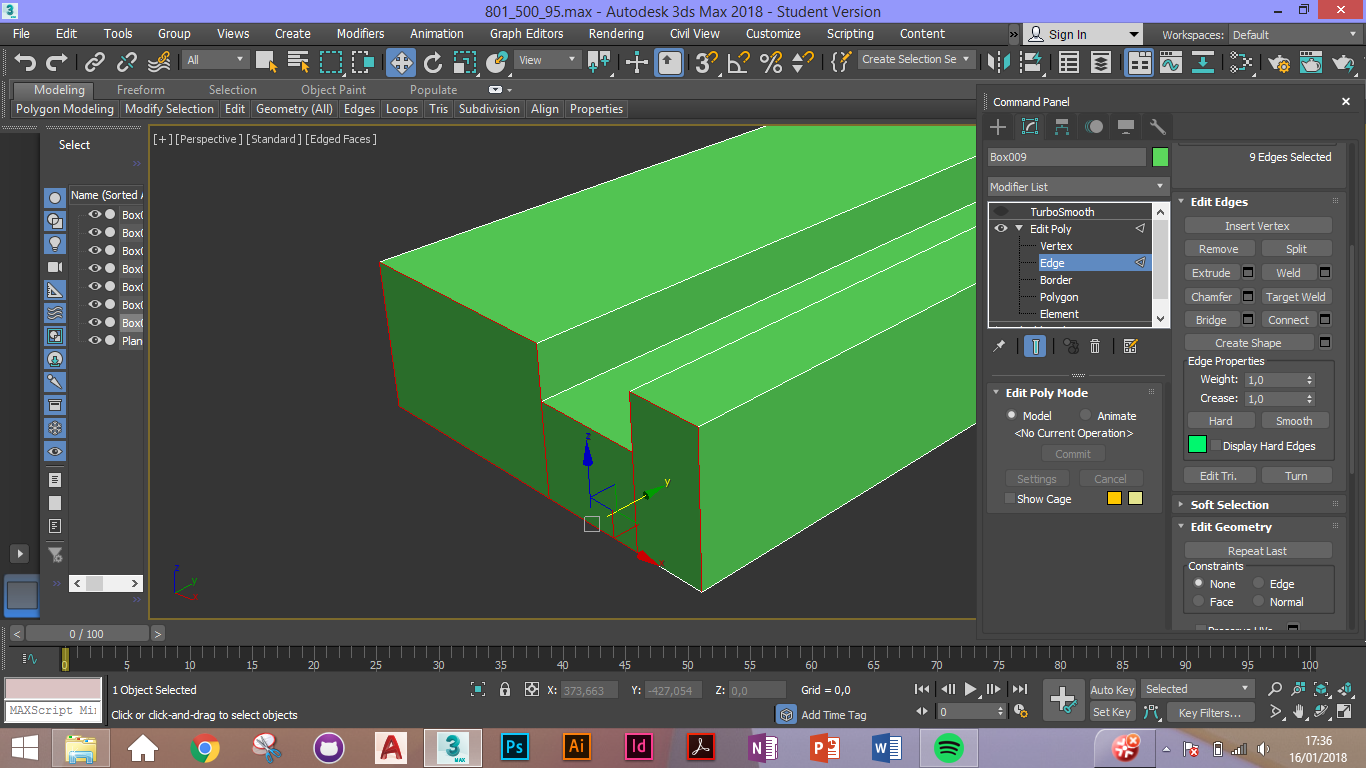 801_500_95.max - Autodesk 3ds Max 2018 - Student Version
File Edit Tools Group Views Create Modifiers Animation Graph Editors Rendering Civil View Customize Scripting Content » Sign In Workspaces: Default
All View Create Selection Se
Modeling Freeform Selection Object Paint Populate
Polygon Modeling Modify Selection Edit Geometry (All) Edges Loops Tris Subdivision Align Properties
Select
Name (Sorted A
Box0
Box0
Box0
Box0
Box0
Box0
Box0
Plan
[+] [Perspective ] [Standard ] [Edged Faces ]
z
y
x
z
y
x
Command Panel
Box009
Modifier List
TurboSmooth
Edit Poly
Vertex
Edge
Border
Polygon
Element
Edit Poly Mode
Model Animate
<No Current Operation>
Commit
Settings Cancel
Show Cage
9 Edges Selected
Edit Edges
Insert Vertex
Remove Split
Extrude Weld
Chamfer Target Weld
Bridge Connect
Create Shape
Edge Properties
Weight: 1,0
Crease: 1,0
Hard Smooth
Display Hard Edges
Edit Tri. Turn
Soft Selection
Edit Geometry
Repeat Last
Constraints
None Edge
Face Normal
Preserve UVs
< 0 / 100 >
0 5 10 15 20 25 30 35 40 45 50 55 60 65 70 75 80 85 90 95 100
1 Object Selected X: 373,663 Y: -427,054 Z: 0,0 Grid = 0,0 Auto Key Selected
MAXScript Min Click or click-and-drag to select objects Add Time Tag 0 Set Key Key Filters...
3 MAX Ps Ai Id N P W
17:36
16/01/2018